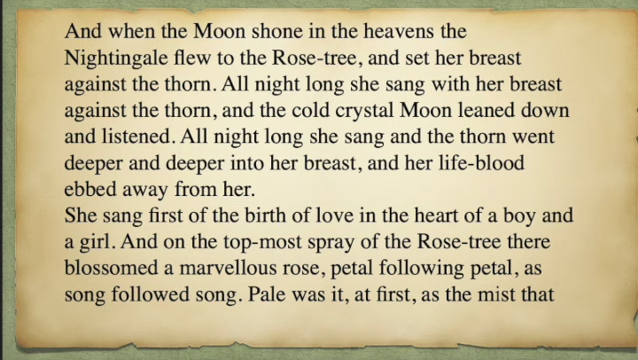 And when the Moon shone in the heavens the
Nightingale flew to the Rose-tree, and set her breast
against the thorn. All night long she sang with her breast
against the thorn, and the cold crystal Moon leaned down
and listened. All night long she sang and the thorn went
deeper and deeper into her breast, and her life-blood
ebbed away from her.
She sang first of the birth of love in the heart of a boy and
a girl. And on the top-most spray of the Rose-tree there
blossomed a marvellous rose, petal following petal, as
song followed song. Pale was it, at first, as the mist that